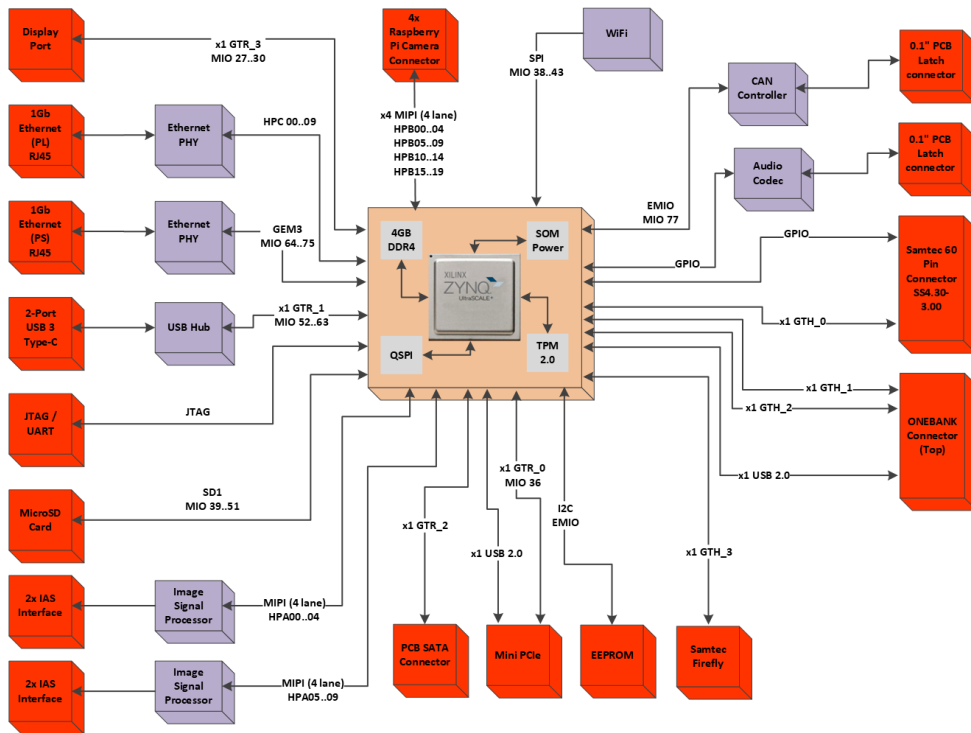 Display
Port
x1 GTR_3
MIO 27..30
4x
Raspberry
Pi Camera
Connector
SPI
MIO 38..43
WiFi
0.1" PCB
Latch
connector
CAN
Controller
1Gb
Ethernet
(PL)
RJ45
Ethernet
PHY
HPC 00..09
x4 MIPI (4 lane)
HPB00..04
HPB05..09
HPB10..14
HPB15..19
Audio
Codec
0.1" PCB
Latch
connector
1Gb
Ethernet
(PS)
RJ45
Ethernet
PHY
GEM3
MIO 64..75
4GB
DDR4
SOM
Power
EMIO
MIO 77
GPIO
GPIO
Samtec 60
Pin
Connector
SS4.30-
3.00
XILINX
ZYNQ
UltraSCALE+
2-Port
USB 3
Type-C
USB Hub
x1 GTR_1
MIO 52..63
QSPI
TPM
2.0
x1 GTH_0
x1 GTH_1
x1 GTH_2
ONEBANK
Connector
(Top)
x1 USB 2.0
JTAG /
UART
JTAG
MicroSD
Card
SD1
MIO 39..51
x1 GTR_2
x1 GTR_0
MIO 36
x1 USB 2.0
I2C
EMIO
x1 GTH_3
2x IAS
Interface
Image
Signal
Processor
MIPI (4 lane)
HPA00..04
PCB SATA
Connector
Mini PCIe
EEPROM
Samtec
Firefly
2x IAS
Interface
Image
Signal
Processor
MIPI (4 lane)
HPA05..09